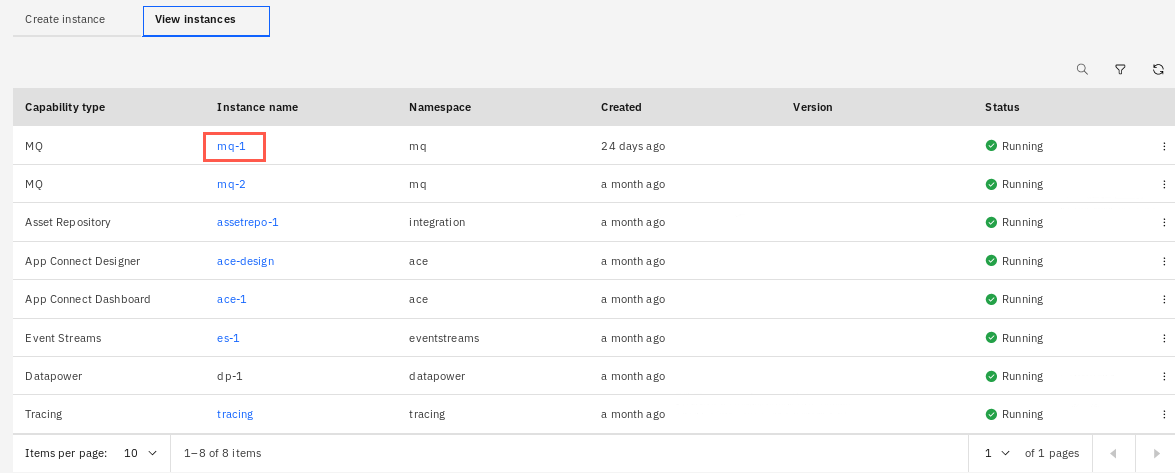 Create instance View instances
Capability type Instance name Namespace Created Version Status
MQ mq-1 mq 24 days ago Running
MQ mq-2 mq a month ago Running
Asset Repository assetrepo-1 integration a month ago Running
App Connect Designer ace-design ace a month ago Running
App Connect Dashboard ace-1 ace a month ago Running
Event Streams es-1 eventstreams a month ago Running
Datapower dp-1 datapower a month ago Running
Tracing tracing tracing a month ago Running
Items per page: 10 1–8 of 8 items 1 of 1 pages